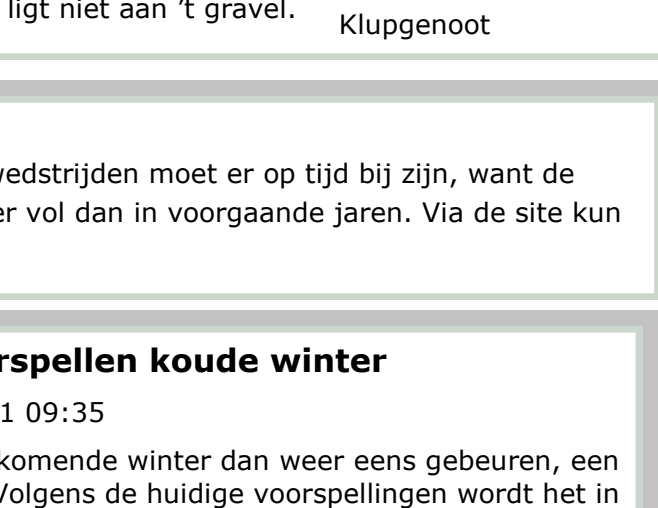 ligt niet aan ’t gravel.
Klupgenoot
wedstrijden moet er op tijd bij zijn, want de
er vol dan in voorgaande jaren. Via de site kun
rspellen koude winter
1 09:35
komende winter dan weer eens gebeuren, een
Volgens de huidige voorspellingen wordt het in